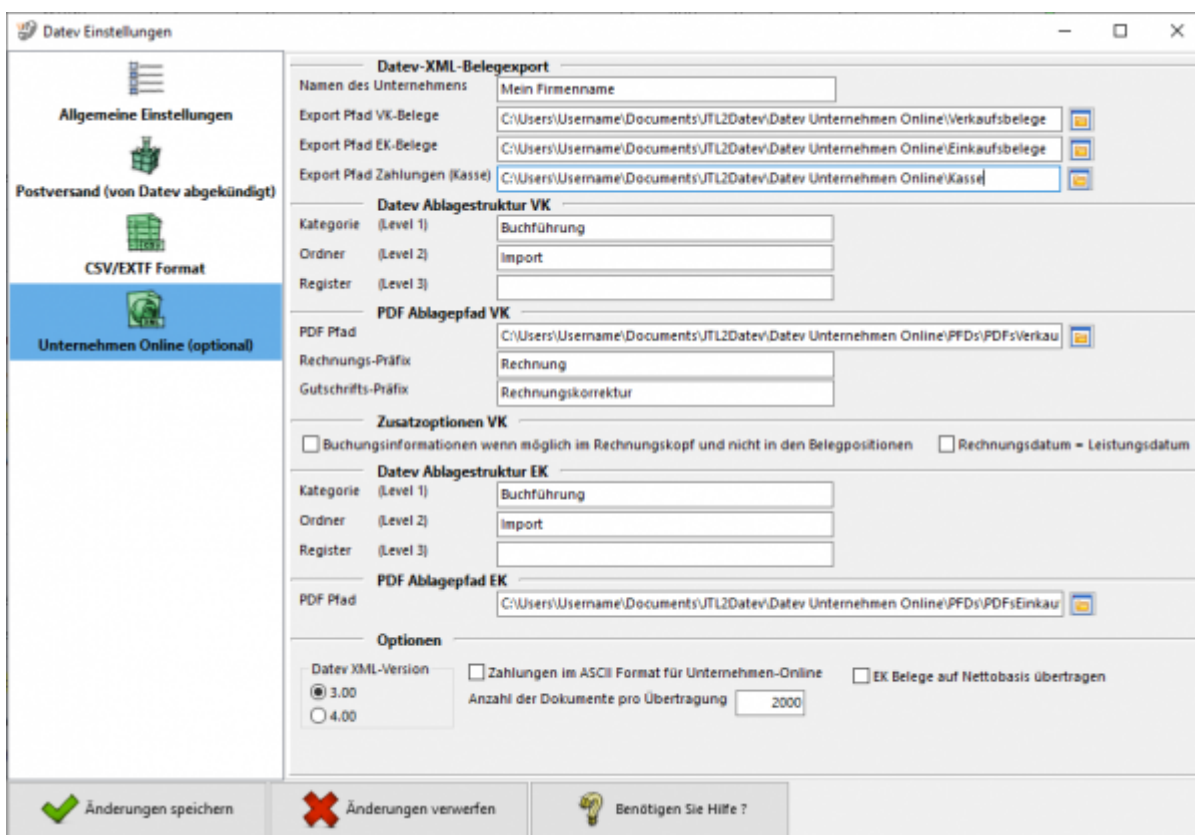 Datev Einstellungen
Allgemeine Einstellungen
Postversand (von Datev abgekündigt)
CSV/EXTF Format
Unternehmen Online (optional)
Datev-XML-Belegexport
Namen des Unternehmens Mein Firmenname
Export Pfad VK-Belege C:\Users\Username\Documents\JTL2Datev\Datev Unternehmen Online\Verkaufsbelege
Export Pfad EK-Belege C:\Users\Username\Documents\JTL2Datev\Datev Unternehmen Online\Einkaufsbelege
Export Pfad Zahlungen (Kasse) C:\Users\Username\Documents\JTL2Datev\Datev Unternehmen Online\Kasse
Datev Ablagestruktur VK
Kategorie (Level 1) Buchführung
Ordner (Level 2) Import
Register (Level 3)
PDF Ablagepfad VK
PDF Pfad C:\Users\Username\Documents\JTL2Datev\Datev Unternehmen Online\PFDs\PDFsVerkau
Rechnungs-Präfix Rechnung
Gutschrifts-Präfix Rechnungskorrektur
Zusatzoptionen VK
Buchungsinformationen wenn möglich im Rechnungskopf und nicht in den Belegpositionen Rechnungsdatum = Leistungsdatum
Datev Ablagestruktur EK
Kategorie (Level 1) Buchführung
Ordner (Level 2) Import
Register (Level 3)
PDF Ablagepfad EK
PDF Pfad C:\Users\Username\Documents\JTL2Datev\Datev Unternehmen Online\PFDs\PDFsEinkau
Optionen
Datev XML-Version
3.00
4.00
Zahlungen im ASCII Format für Unternehmen-Online
EK Belege auf Nettobasis übertragen
Anzahl der Dokumente pro Übertragung 2000
Änderungen speichern
Änderungen verwerfen
Benötigen Sie Hilfe ?